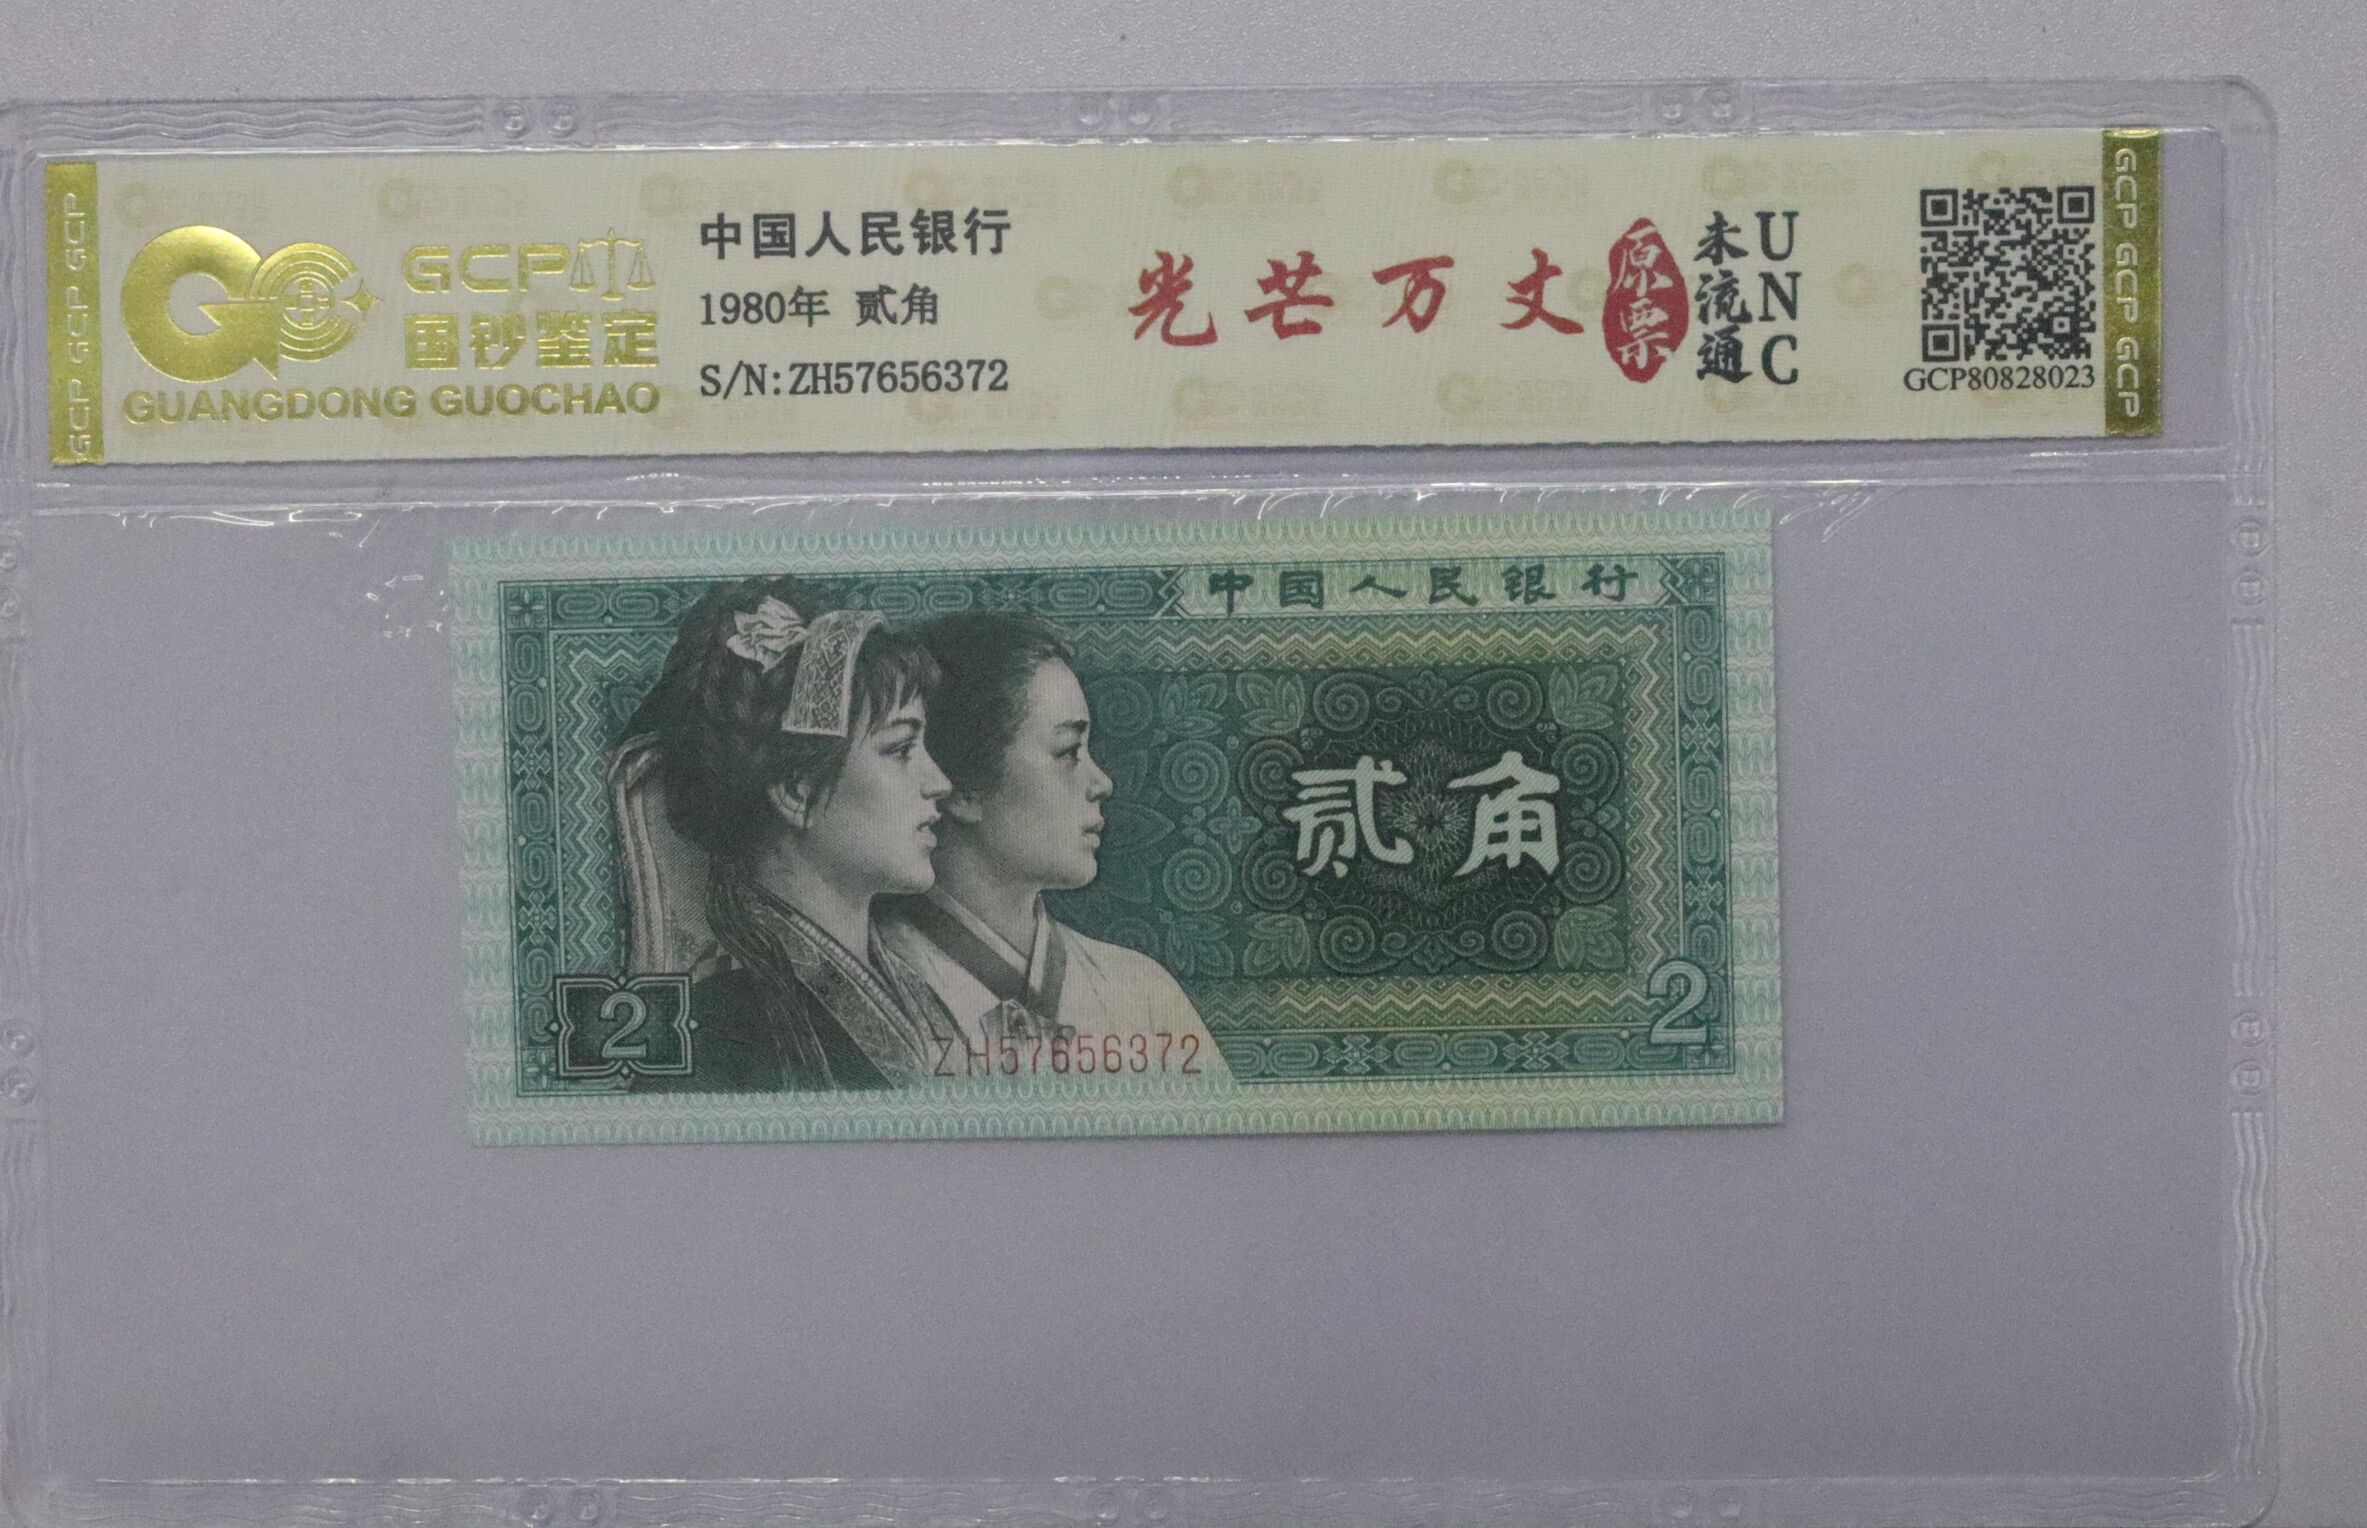 GCP GCP GCP
GCP
国钞鉴定
GUANGDONG GUOCHAO
中国人民银行
1980年 贰角
S/N:ZH57656372
光芒万丈
原票
未流通
UNC
GCP80828023
GCP GCP GCP
中国人民银行
贰角
2
2
ZH57656372